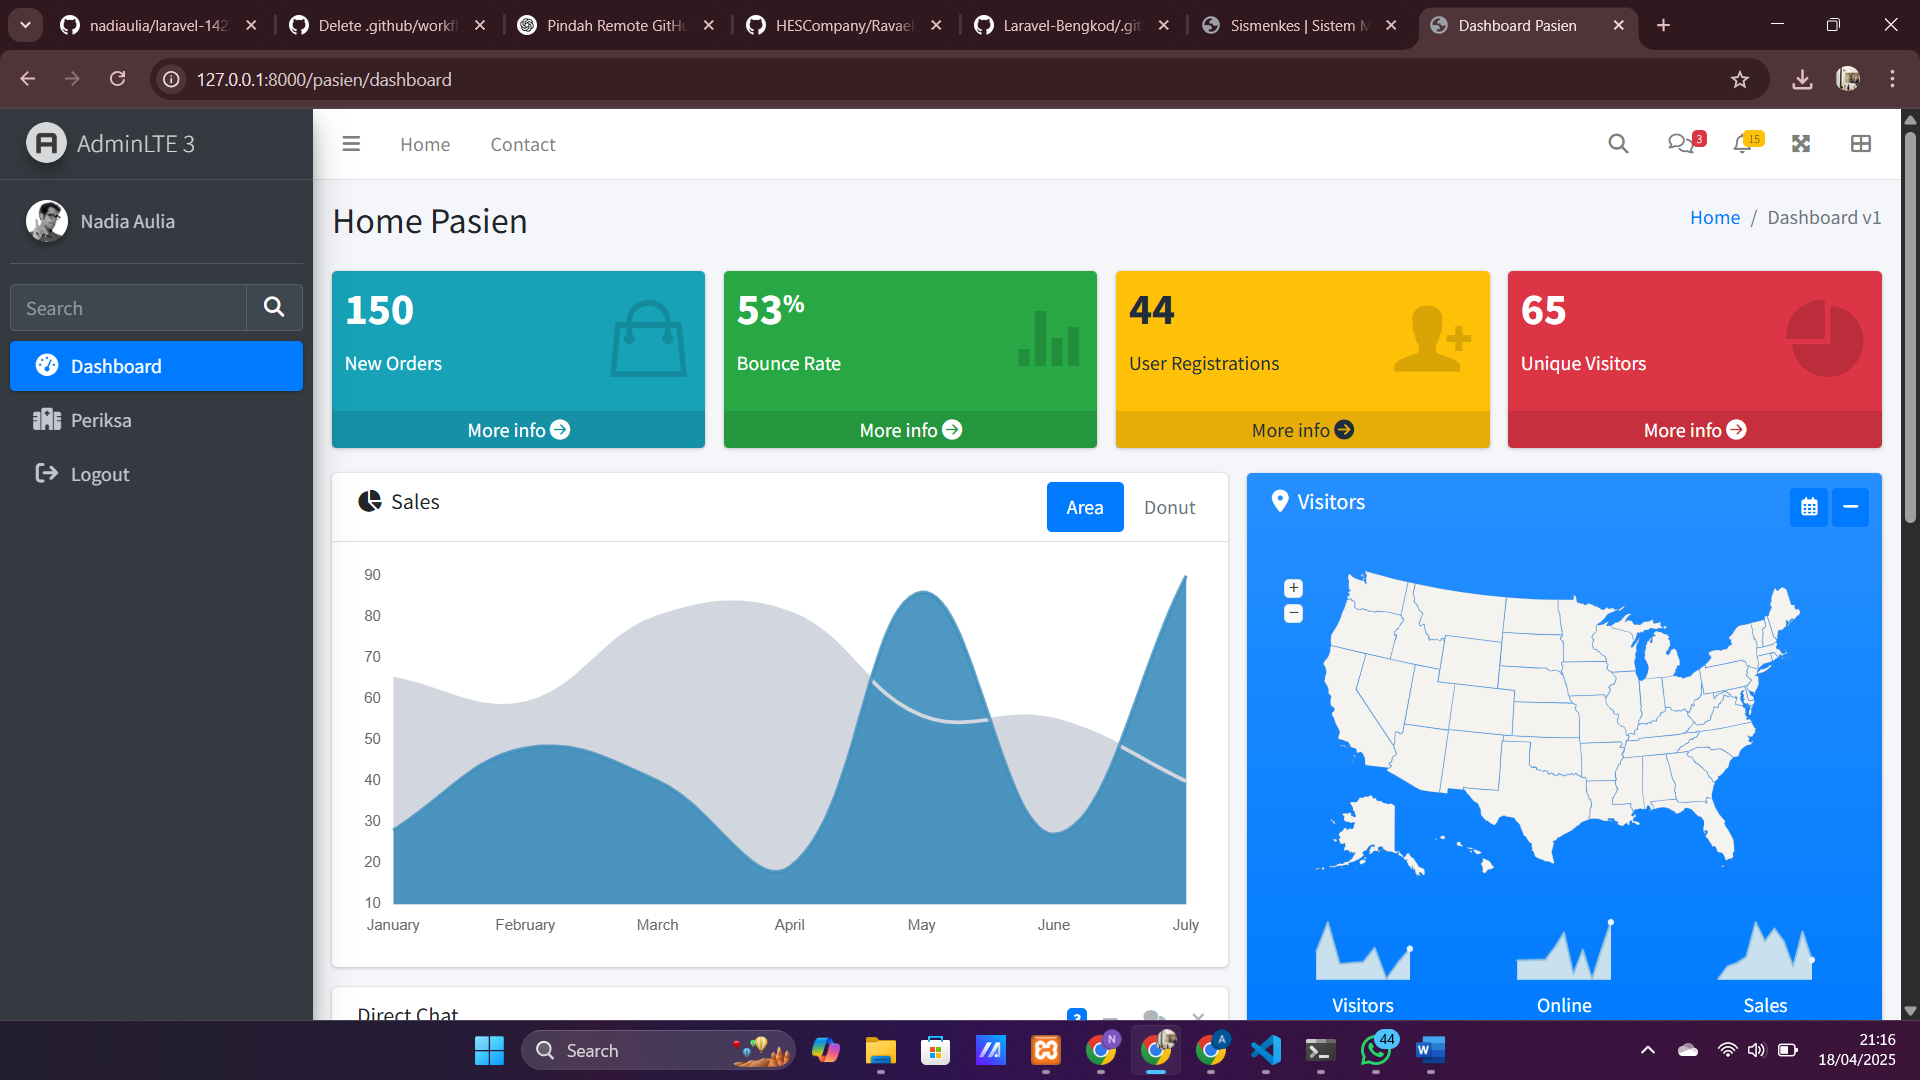 nadiaulia/laravel-142
Delete .github/workfl
Pindah Remote GitHu
HESCompany/Ravael
Laravel-Bengkod/.git
Sismenkes | Sistem M
Dashboard Pasien
127.0.0.1:8000/pasien/dashboard
AdminLTE 3
Home
Contact
3
15
Nadia Aulia
Home Pasien
Home / Dashboard v1
Search
Dashboard
Periksa
Logout
150
New Orders
More info
53%
Bounce Rate
More info
44
User Registrations
More info
65
Unique Visitors
More info
Sales
Area
Donut
90
80
70
60
50
40
30
20
10
January
February
March
April
May
June
July
Visitors
+
−
Visitors
Online
Sales
Direct Chat
3
Search
N
A
44
21:16
18/04/2025